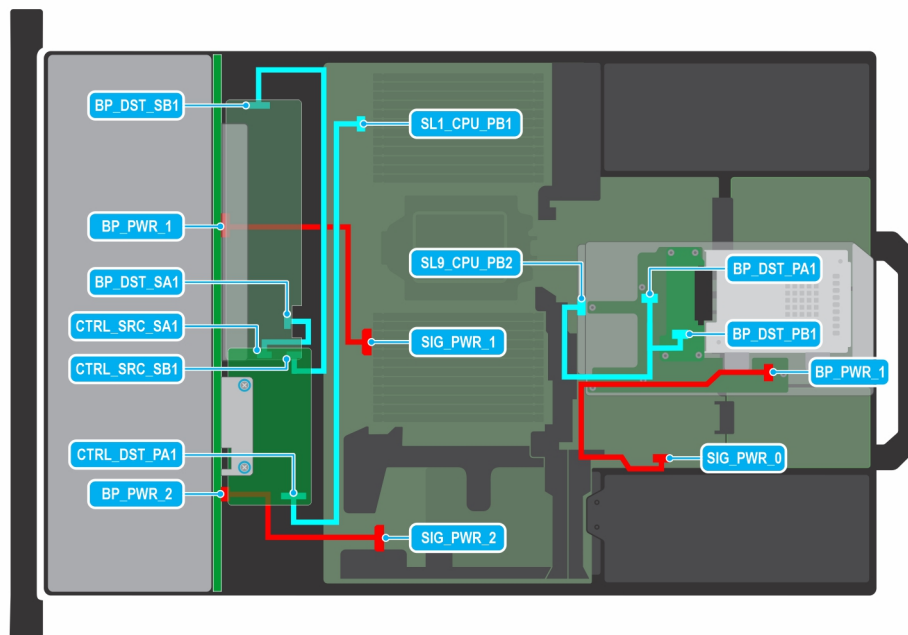 BP_DST_SB1
SL1_CPU_PB1
BP_PWR_1
SL9_CPU_PB2
BP_DST_PA1
BP_DST_SA1
CTRL_SRC_SA1
BP_DST_PB1
SIG_PWR_1
CTRL_SRC_SB1
BP_PWR_1
CTRL_DST_PA1
SIG_PWR_0
BP_PWR_2
SIG_PWR_2